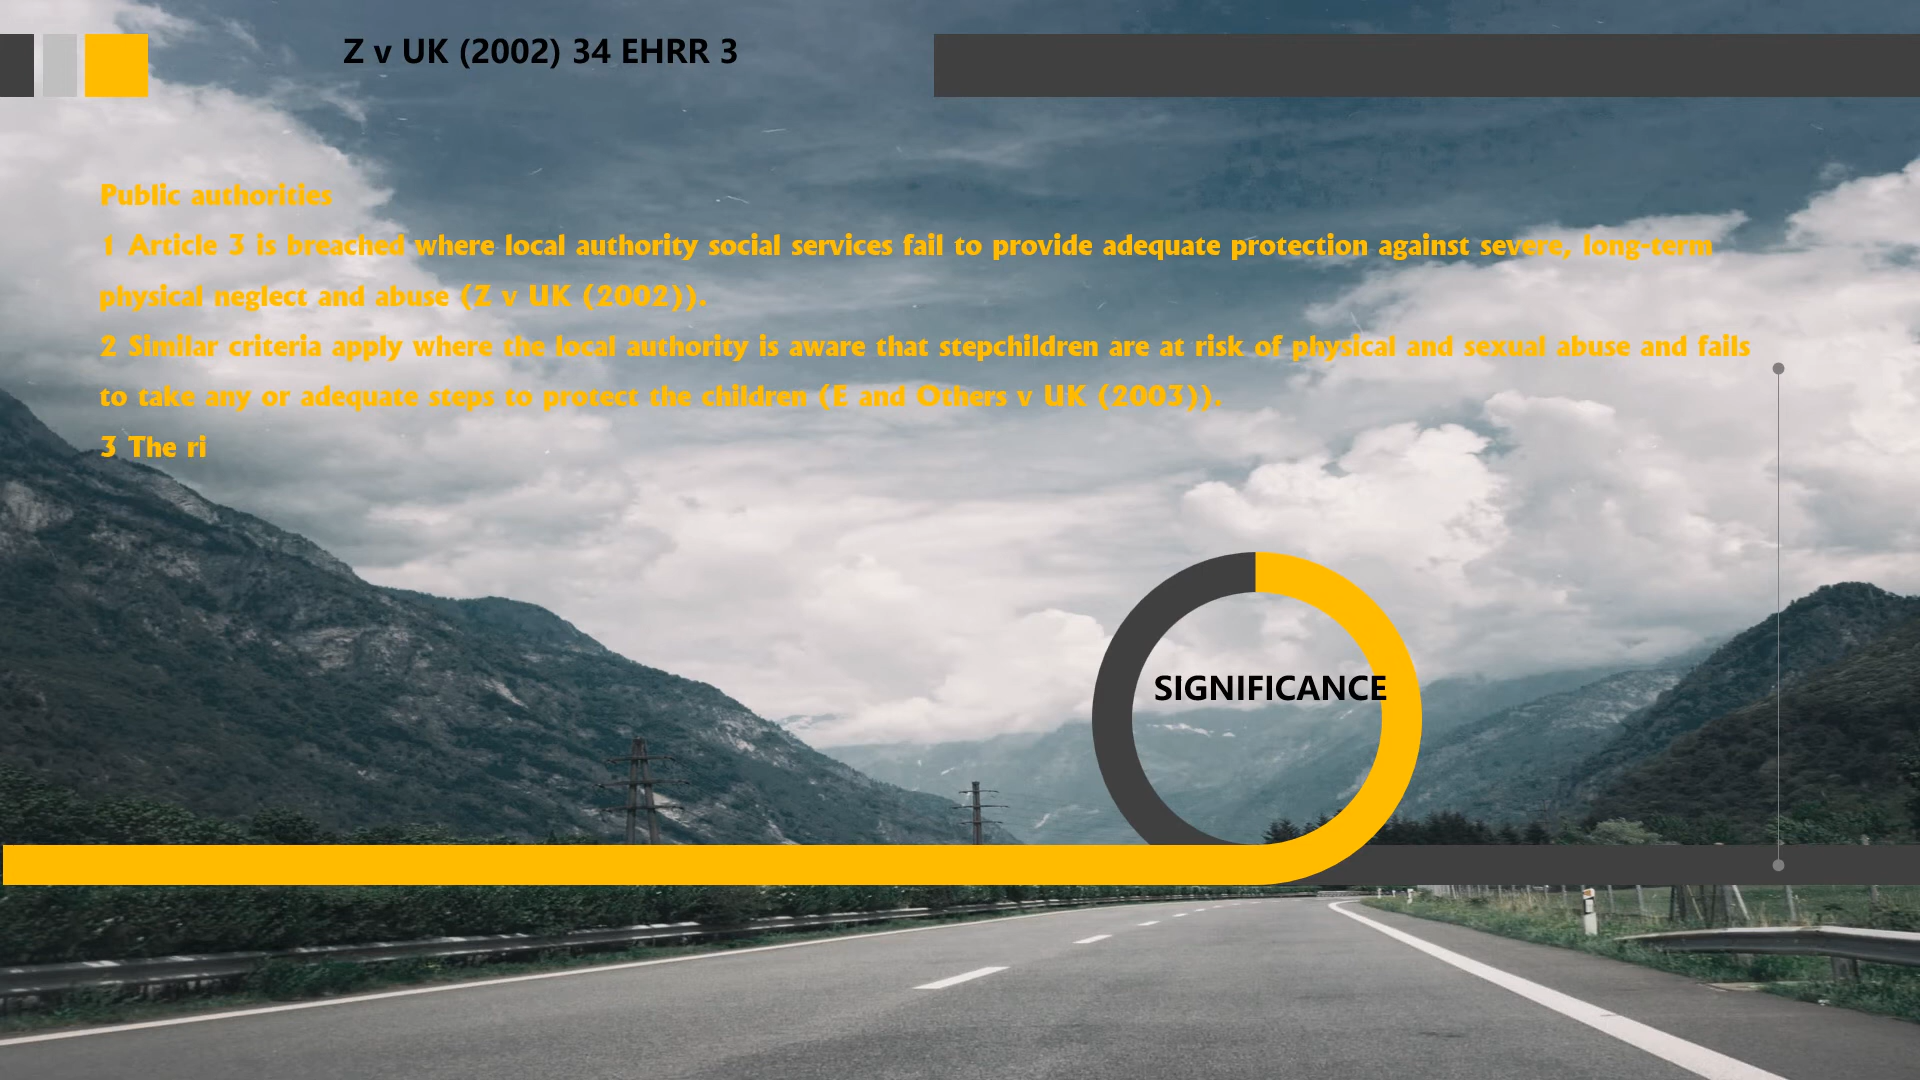 Z v UK (2002) 34 EHRR 3
Public authorities
1 Article 3 is breached where local authority social services fail to provide adequate protection against severe, long-term
physical neglect and abuse (Z v UK (2002)).
2 Similar criteria apply where the local authority is aware that stepchildren are at risk of physical and sexual abuse and fails
to take any or adequate steps to protect the children (E and Others v UK (2003)).
3 The ri
SIGNIFICANCE